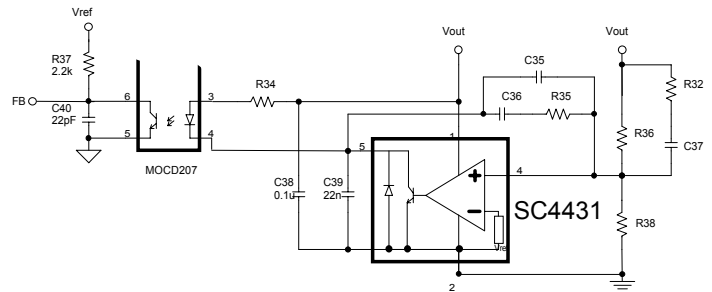 Vref
Vout
Vout
R37
2.2k
C35
R34
C36
R35
R32
FB
C40
22pF
6
3
5
4
R36
C37
MOCD207
1
5
4
C38
0.1u
C39
22n
+
SC4431
R38
Vre
2